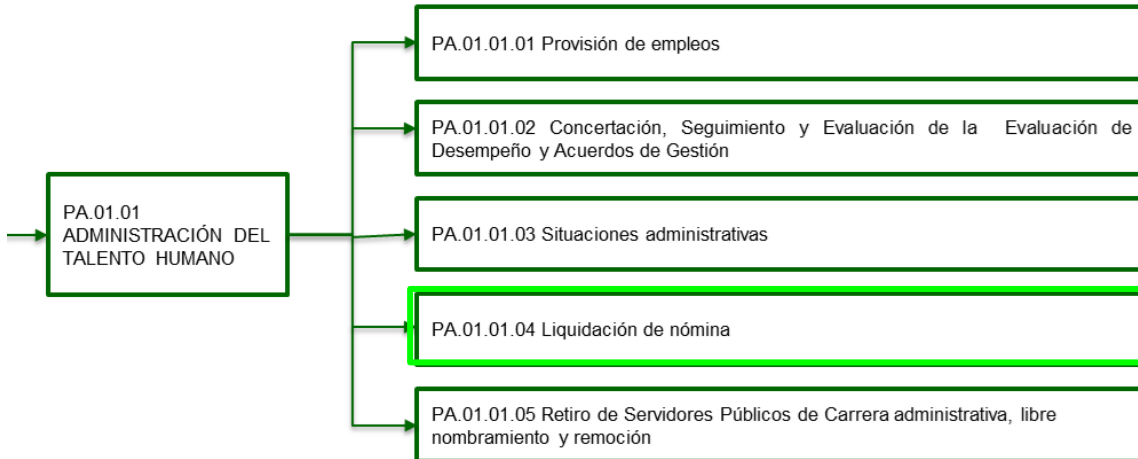 PA.01.01.01 Provisión de empleos
PA.01.01.02 Concertación, Seguimiento y Evaluación de la Evaluación de
Desempeño y Acuerdos de Gestión
PA.01.01
ADMINISTRACIÓN DEL
TALENTO HUMANO
PA.01.01.03 Situaciones administrativas
PA.01.01.04 Liquidación de nómina
PA.01.01.05 Retiro de Servidores Públicos de Carrera administrativa, libre
nombramiento y remoción